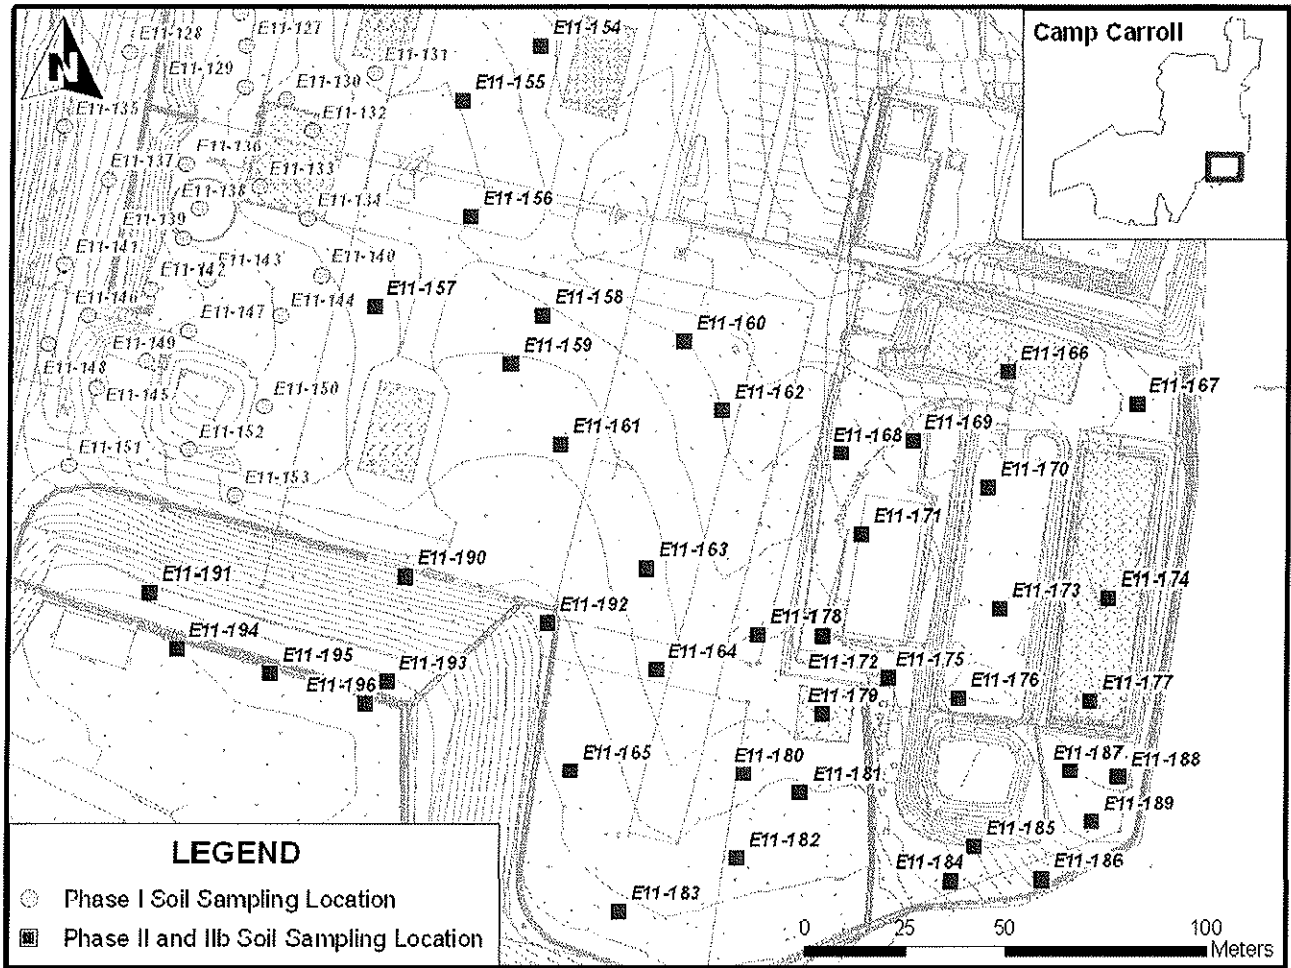 Camp Carroll
N
E11-127
E11-128
E11-129
E11-130
E11-131
E11-132
E11-133
E11-134
E11-135
E11-136
E11-137
E11-138
E11-139
E11-140
E11-141
E11-142
E11-143
E11-144
E11-145
E11-146
E11-147
E11-148
E11-149
E11-150
E11-151
E11-152
E11-153
E11-154
E11-155
E11-156
E11-157
E11-158
E11-159
E11-160
E11-161
E11-162
E11-163
E11-164
E11-165
E11-166
E11-167
E11-168
E11-169
E11-170
E11-171
E11-172
E11-173
E11-174
E11-175
E11-176
E11-177
E11-178
E11-179
E11-180
E11-181
E11-182
E11-183
E11-184
E11-185
E11-186
E11-187
E11-188
E11-189
E11-190
E11-191
E11-192
E11-193
E11-194
E11-195
E11-196
LEGEND
Phase I Soil Sampling Location
Phase II and IIb Soil Sampling Location
0 25 50 100
Meters